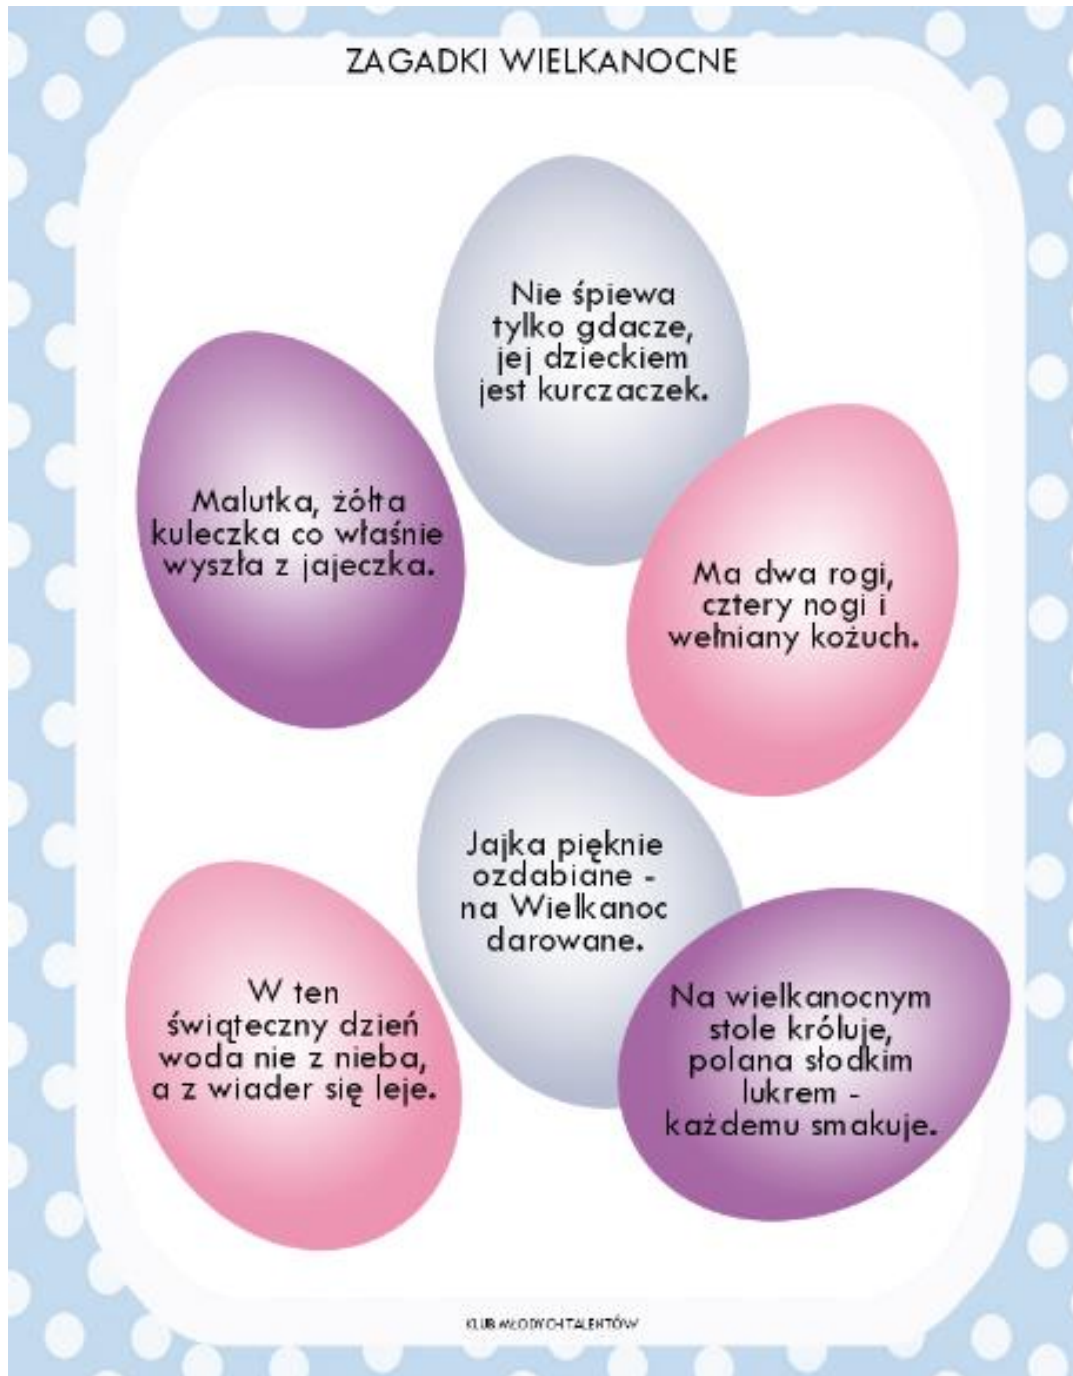 ZAGADKI WIELKANOCNE
Nie śpiewa
tylko gdacze,
jej dzieckiem
jest kurczaczek.
Malutka, żółta
kuleczka co właśnie
wyszła z jajeczka.
Ma dwa rogi,
cztery nogi i
wełniany kożuch.
Jajka pięknie
ozdabiane -
na Wielkanoc
darowane.
W ten
świąteczny dzień
woda nie z nieba,
a z wiader się leje.
Na wielkanocnym
stole króluje,
polana słodkim
lukrem -
każdemu smakuje.
KLUB MŁODYCH TALENTÓW